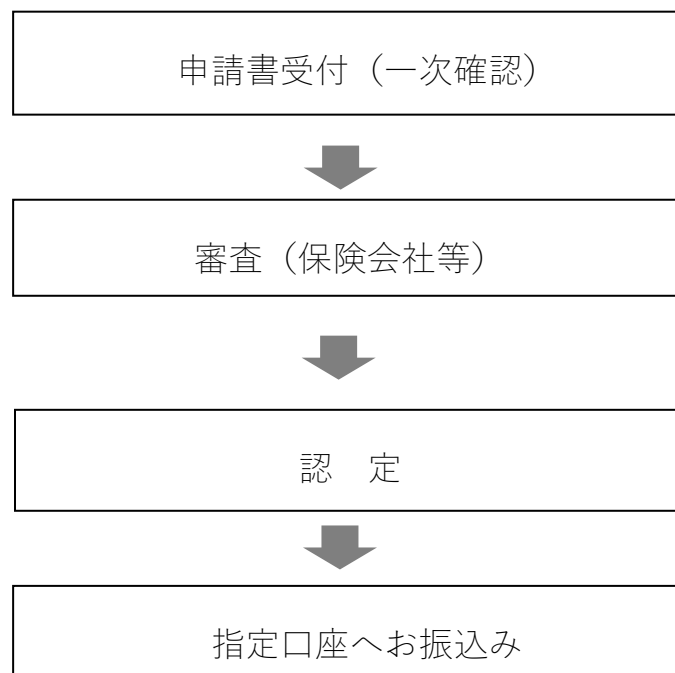 申請書受付（一次確認）
審査（保険会社等）
認　定
指定口座へお振込み